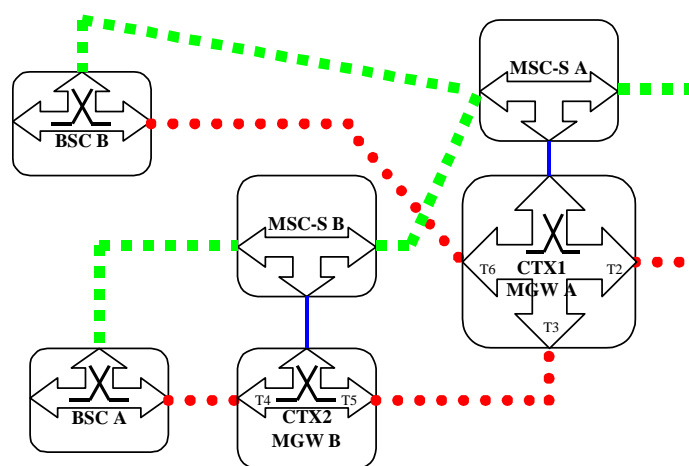 MSC-S A
BSC B
MSC-S B
T6
CTX1
T2
MGW A
T3
BSC A
T4
CTX2
T5
MGW B